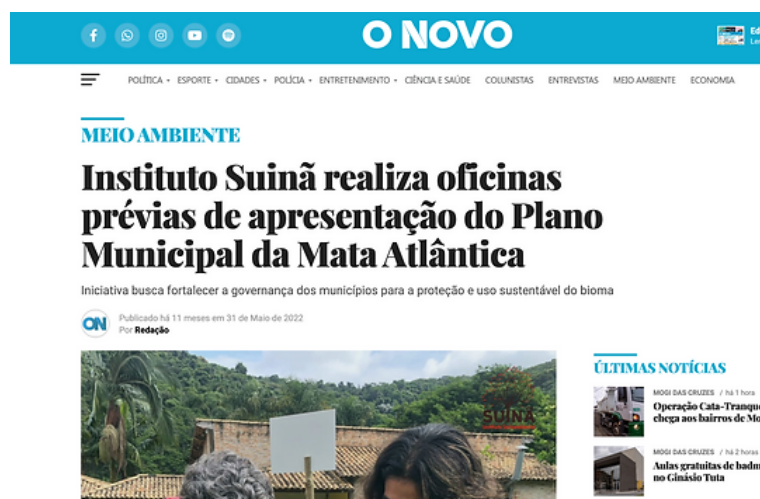 O NOVO
POLÍTICA ESPORTE CIDADES POLÍCIA ENTRETENIMENTO CIÊNCIA E SAÚDE COLUNISTAS ENTREVISTAS MEIO AMBIENTE ECONOMIA
MEIO AMBIENTE
Instituto Suinã realiza oficinas
prévias de apresentação do Plano
Municipal da Mata Atlântica
Iniciativa busca fortalecer a governança dos municípios para a proteção e uso sustentável do bioma
ON
Publicado há 11 meses em 31 de Maio de 2022
Por Redação
SUINÃ
ÚLTIMAS NOTÍCIAS
MOGI DAS CRUZES / há 1 hora
Operação Cata-Tranque
chega aos bairros de Mo
MOGI DAS CRUZES / há 2 horas
Aulas gratuitas de badm
no Ginásio Tuta